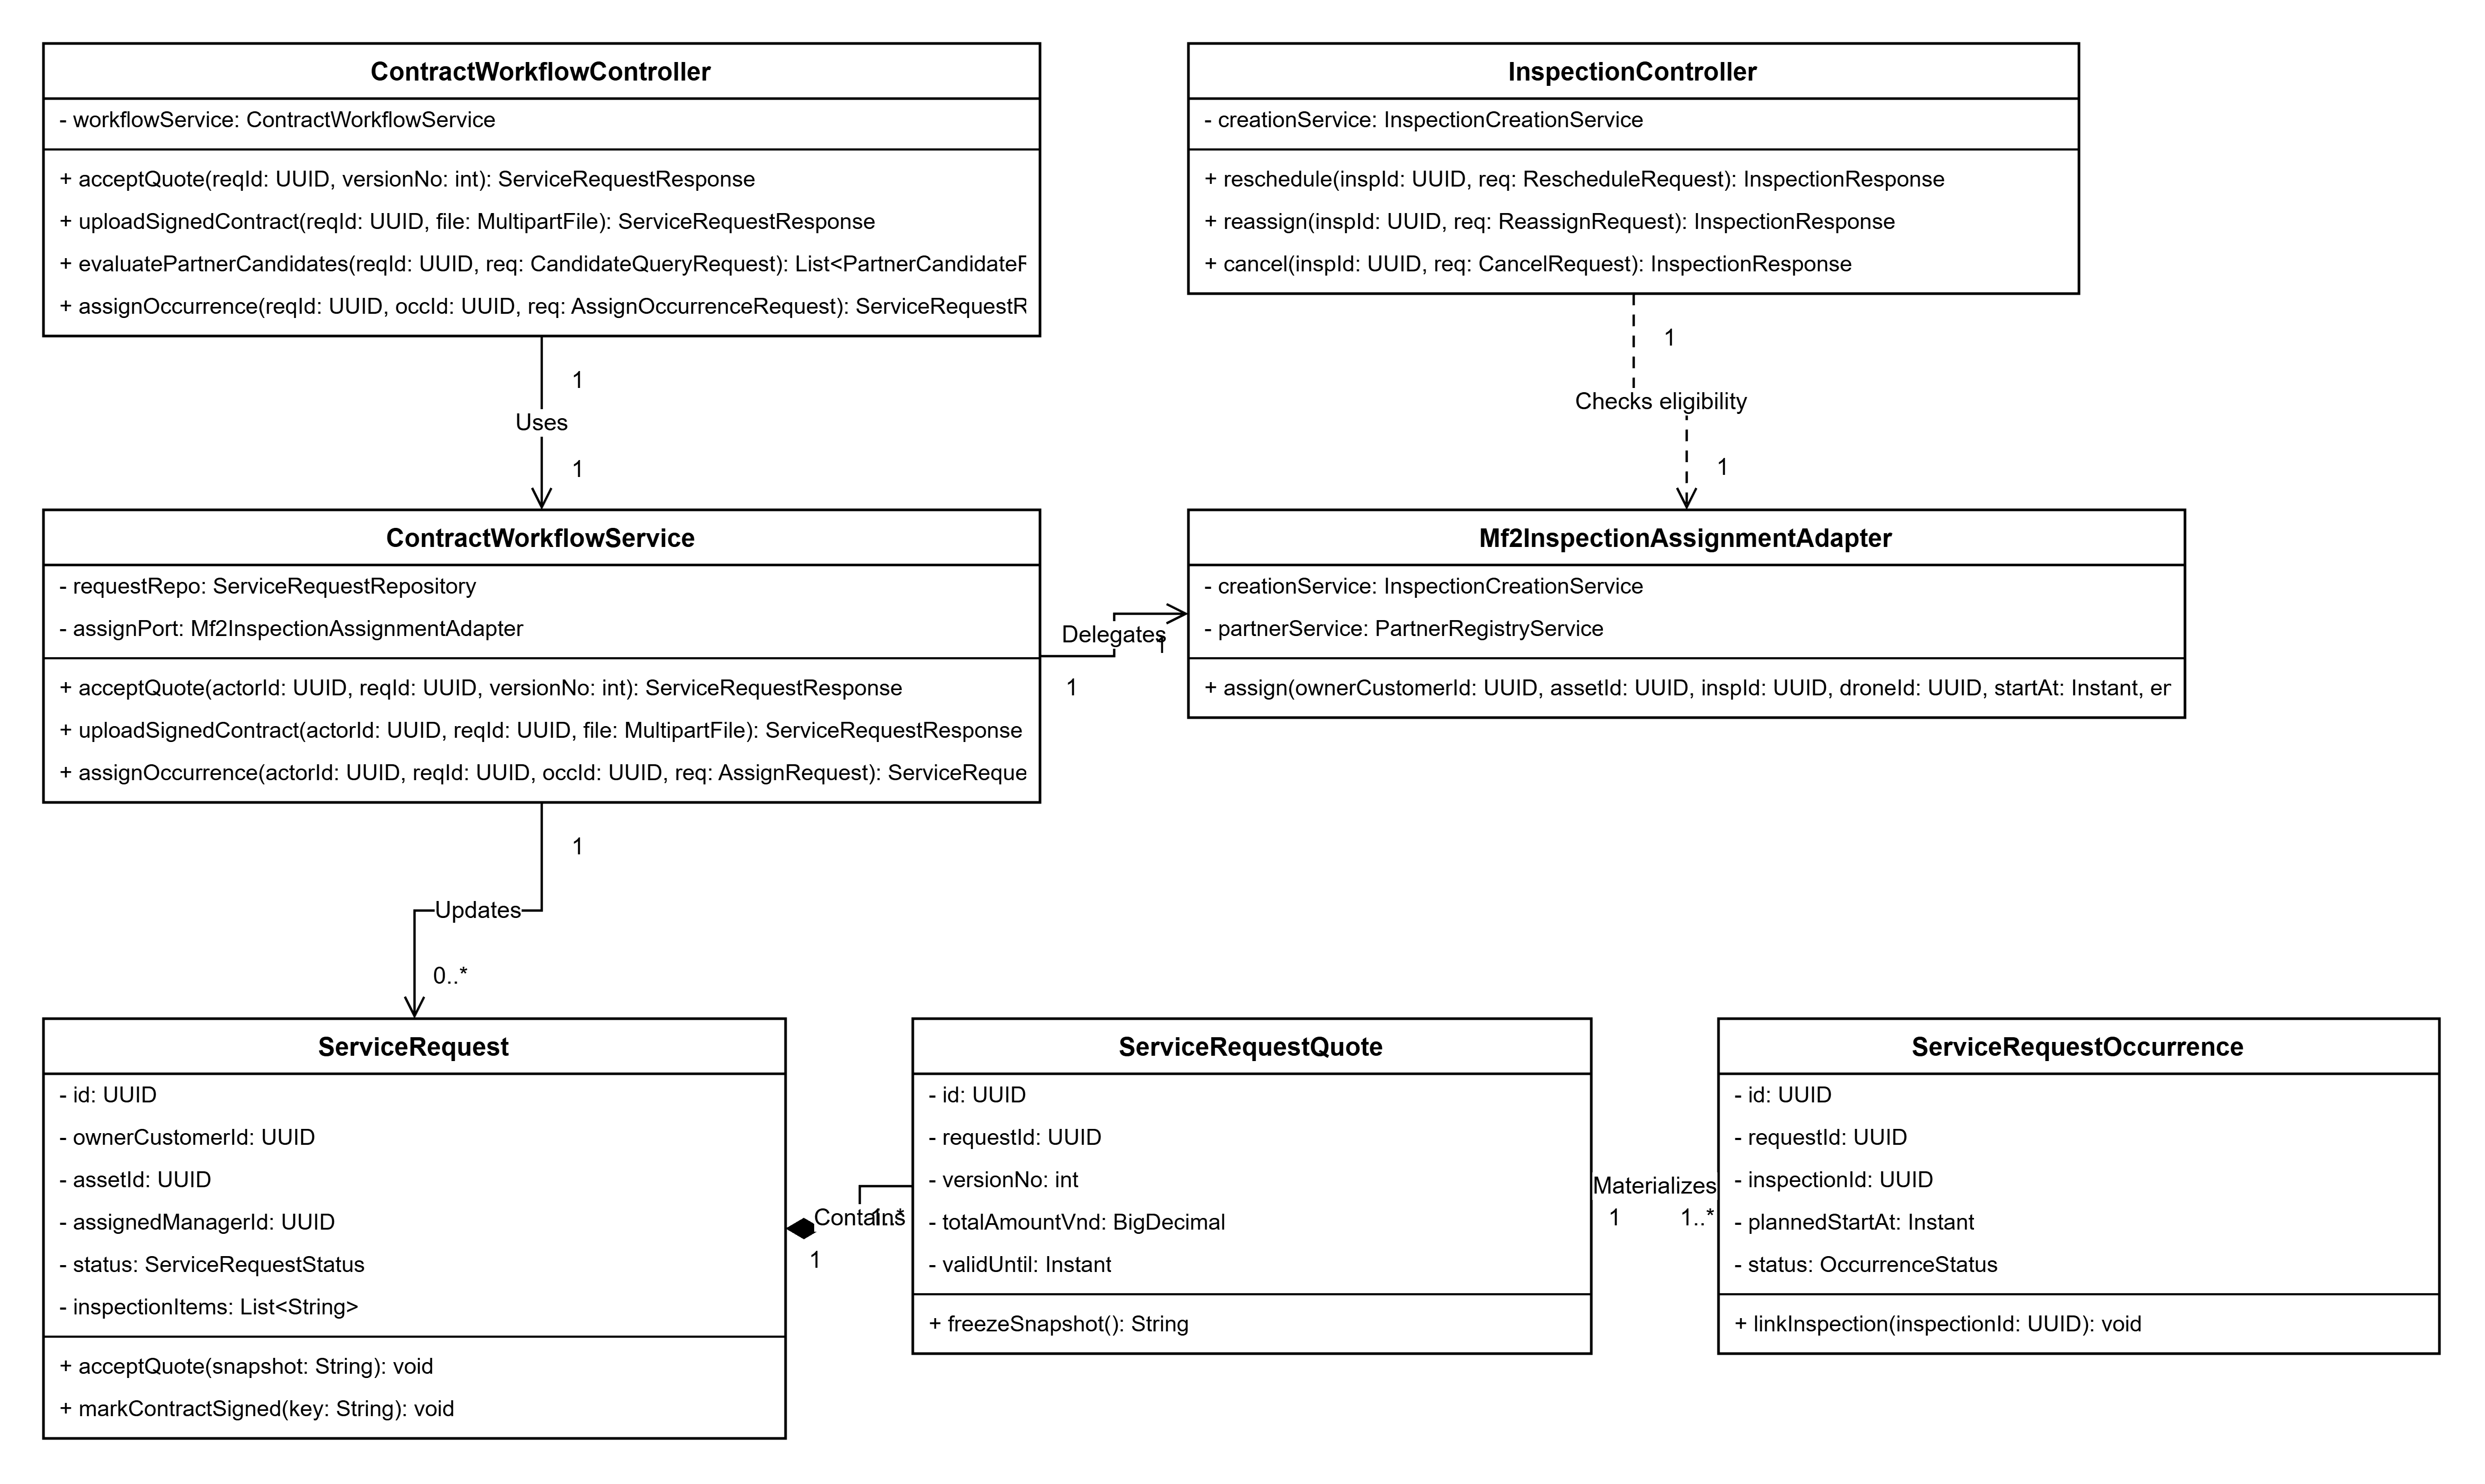 ContractWorkflowController
- workflowService: ContractWorkflowService
+ acceptQuote(reqId: UUID, versionNo: int): ServiceRequestResponse
+ uploadSignedContract(reqId: UUID, file: MultipartFile): ServiceRequestResponse
+ evaluatePartnerCandidates(reqId: UUID, req: CandidateQueryRequest): List<PartnerCandidateR
+ assignOccurrence(reqId: UUID, occId: UUID, req: AssignOccurrenceRequest): ServiceRequestR
InspectionController
- creationService: InspectionCreationService
+ reschedule(inspId: UUID, req: RescheduleRequest): InspectionResponse
+ reassign(inspId: UUID, req: ReassignRequest): InspectionResponse
+ cancel(inspId: UUID, req: CancelRequest): InspectionResponse
1
Uses
1
1
Checks eligibility
1
ContractWorkflowService
- requestRepo: ServiceRequestRepository
- assignPort: Mf2InspectionAssignmentAdapter
+ acceptQuote(actorId: UUID, reqId: UUID, versionNo: int): ServiceRequestResponse
+ uploadSignedContract(actorId: UUID, reqId: UUID, file: MultipartFile): ServiceRequestResponse
+ assignOccurrence(actorId: UUID, reqId: UUID, occId: UUID, req: AssignRequest): ServiceReque
Delegates
1
1
Mf2InspectionAssignmentAdapter
- creationService: InspectionCreationService
- partnerService: PartnerRegistryService
+ assign(ownerCustomerId: UUID, assetId: UUID, inspId: UUID, droneId: UUID, startAt: Instant, er
1
Updates
0..*
ServiceRequest
- id: UUID
- ownerCustomerId: UUID
- assetId: UUID
- assignedManagerId: UUID
- status: ServiceRequestStatus
- inspectionItems: List<String>
+ acceptQuote(snapshot: String): void
+ markContractSigned(key: String): void
Contains
1..*
1
ServiceRequestQuote
- id: UUID
- requestId: UUID
- versionNo: int
- totalAmountVnd: BigDecimal
- validUntil: Instant
+ freezeSnapshot(): String
Materializes
1
1..*
ServiceRequestOccurrence
- id: UUID
- requestId: UUID
- inspectionId: UUID
- plannedStartAt: Instant
- status: OccurrenceStatus
+ linkInspection(inspectionId: UUID): void